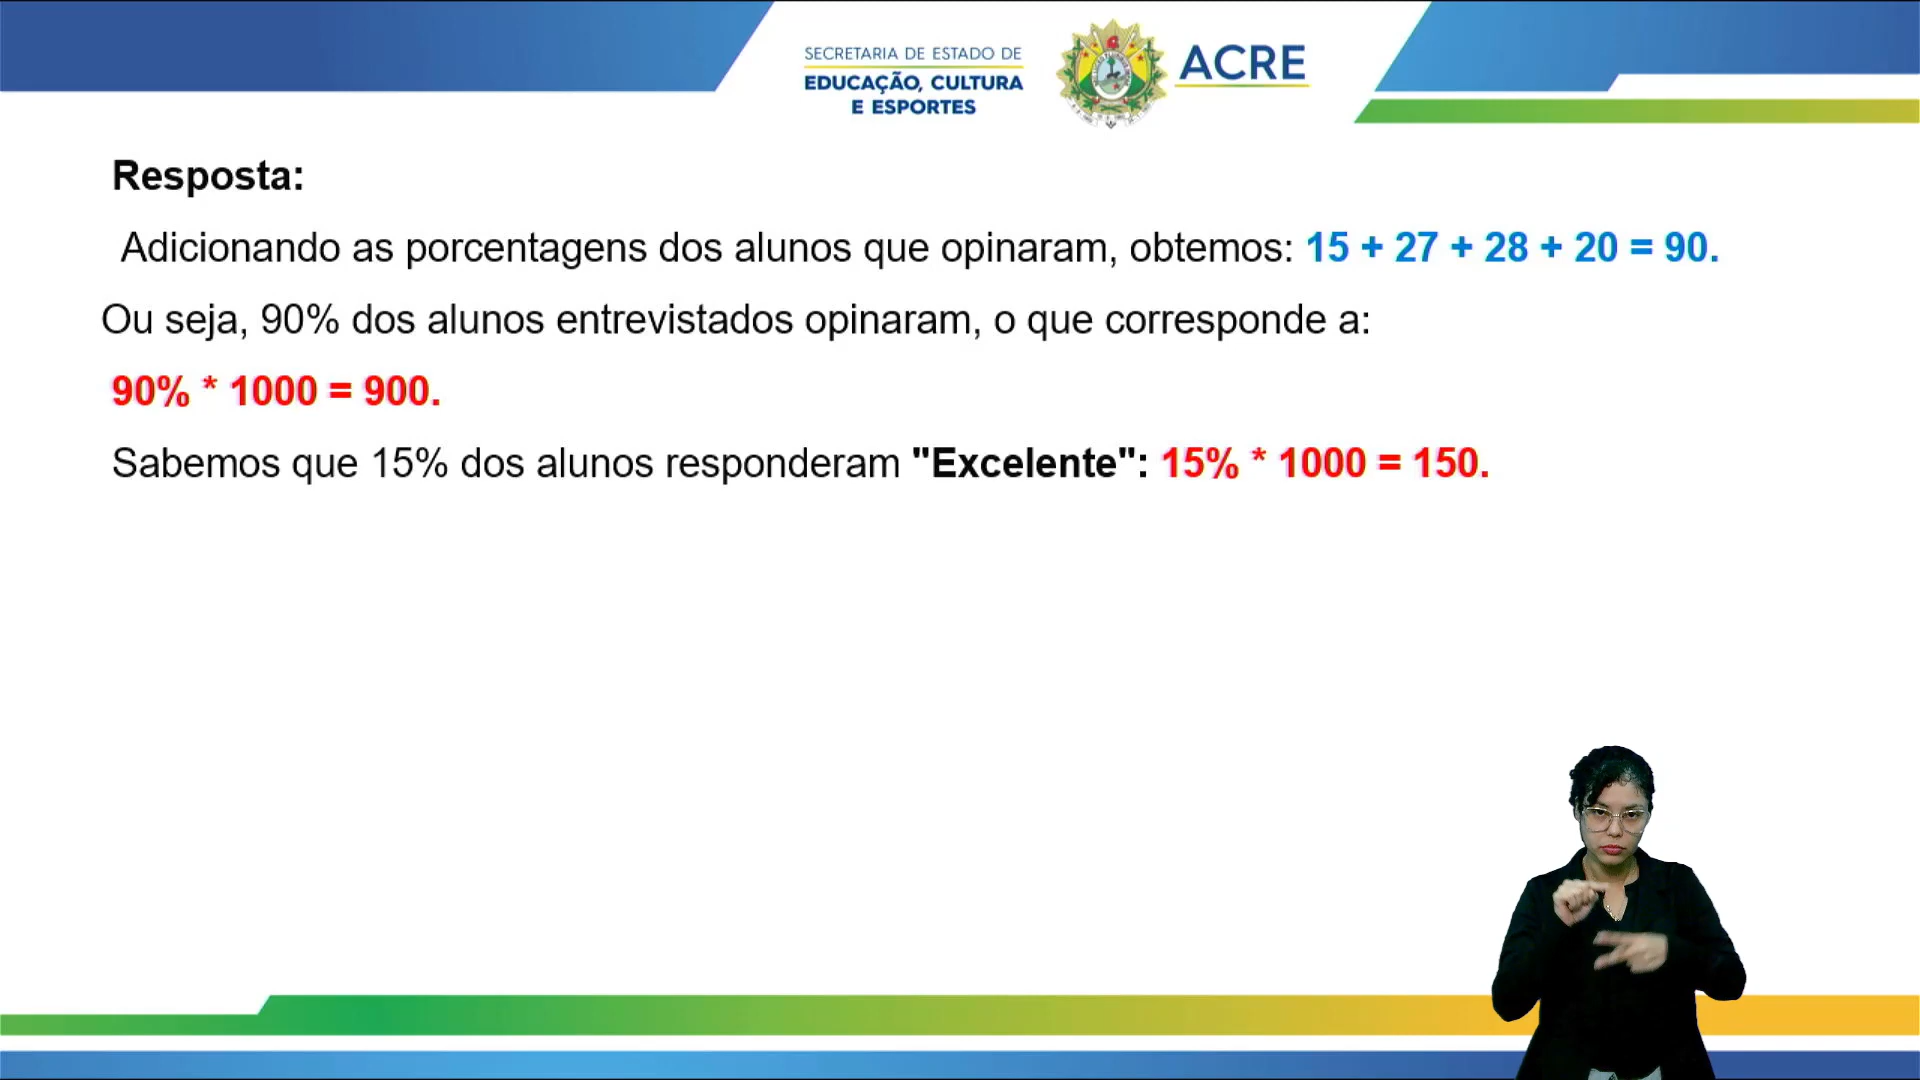 SECRETARIA DE ESTADO DE
EDUCAÇÃO, CULTURA
E ESPORTES
ACRE
Resposta:
Adicionando as porcentagens dos alunos que opinaram, obtemos: 15 + 27 + 28 + 20 = 90.
Ou seja, 90% dos alunos entrevistados opinaram, o que corresponde a:
90% * 1000 = 900.
Sabemos que 15% dos alunos responderam "Excelente": 15% * 1000 = 150.